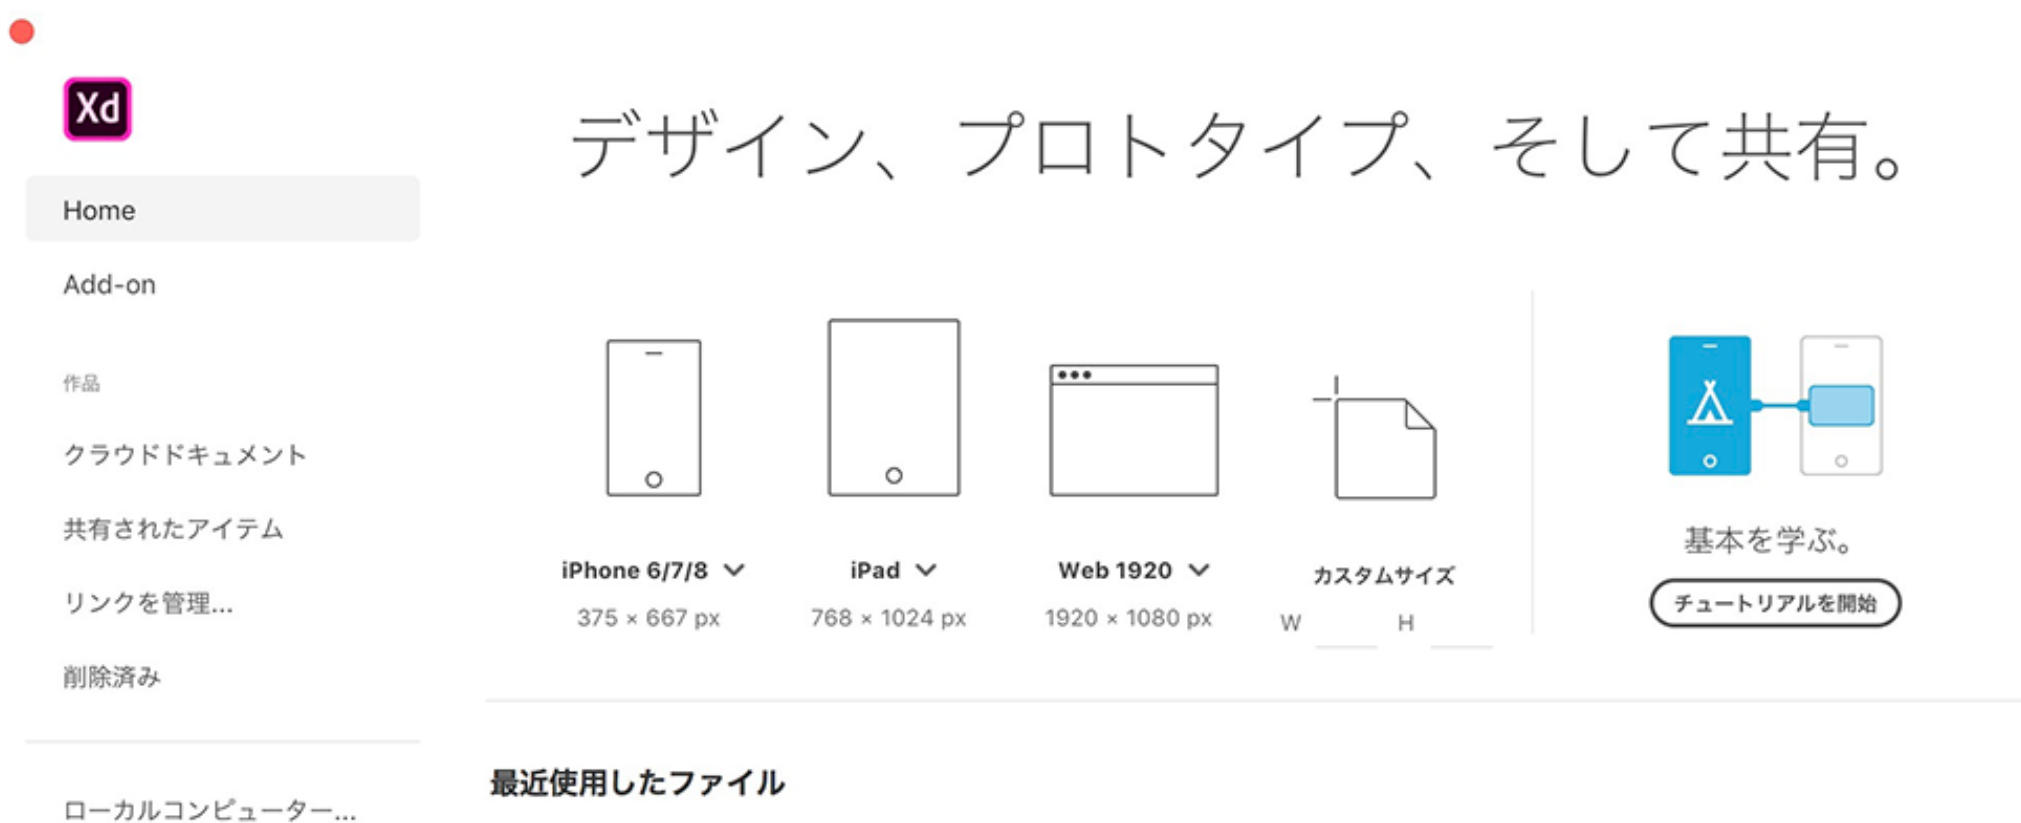 Xd
Home
Add-on
作品
クラウドドキュメント
共有されたアイテム
リンクを管理...
削除済み
ローカルコンピューター...
デザイン、プロトタイプ、そして共有。
iPhone 6/7/8
375 × 667 px
iPad
768 × 1024 px
Web 1920
1920 × 1080 px
カスタムサイズ
W H
基本を学ぶ。
チュートリアルを開始
最近使用したファイル